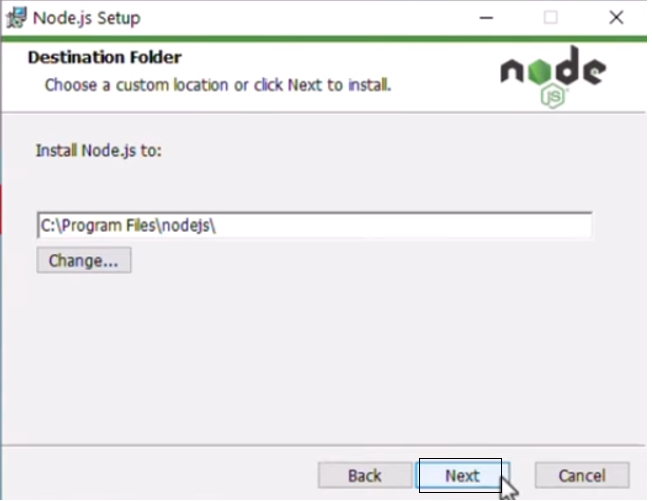 Node.js Setup
Destination Folder
Choose a custom location or click Next to install.
node
JS
Install Node.js to:
C:\Program Files\nodejs\
Change...
Back Next Cancel